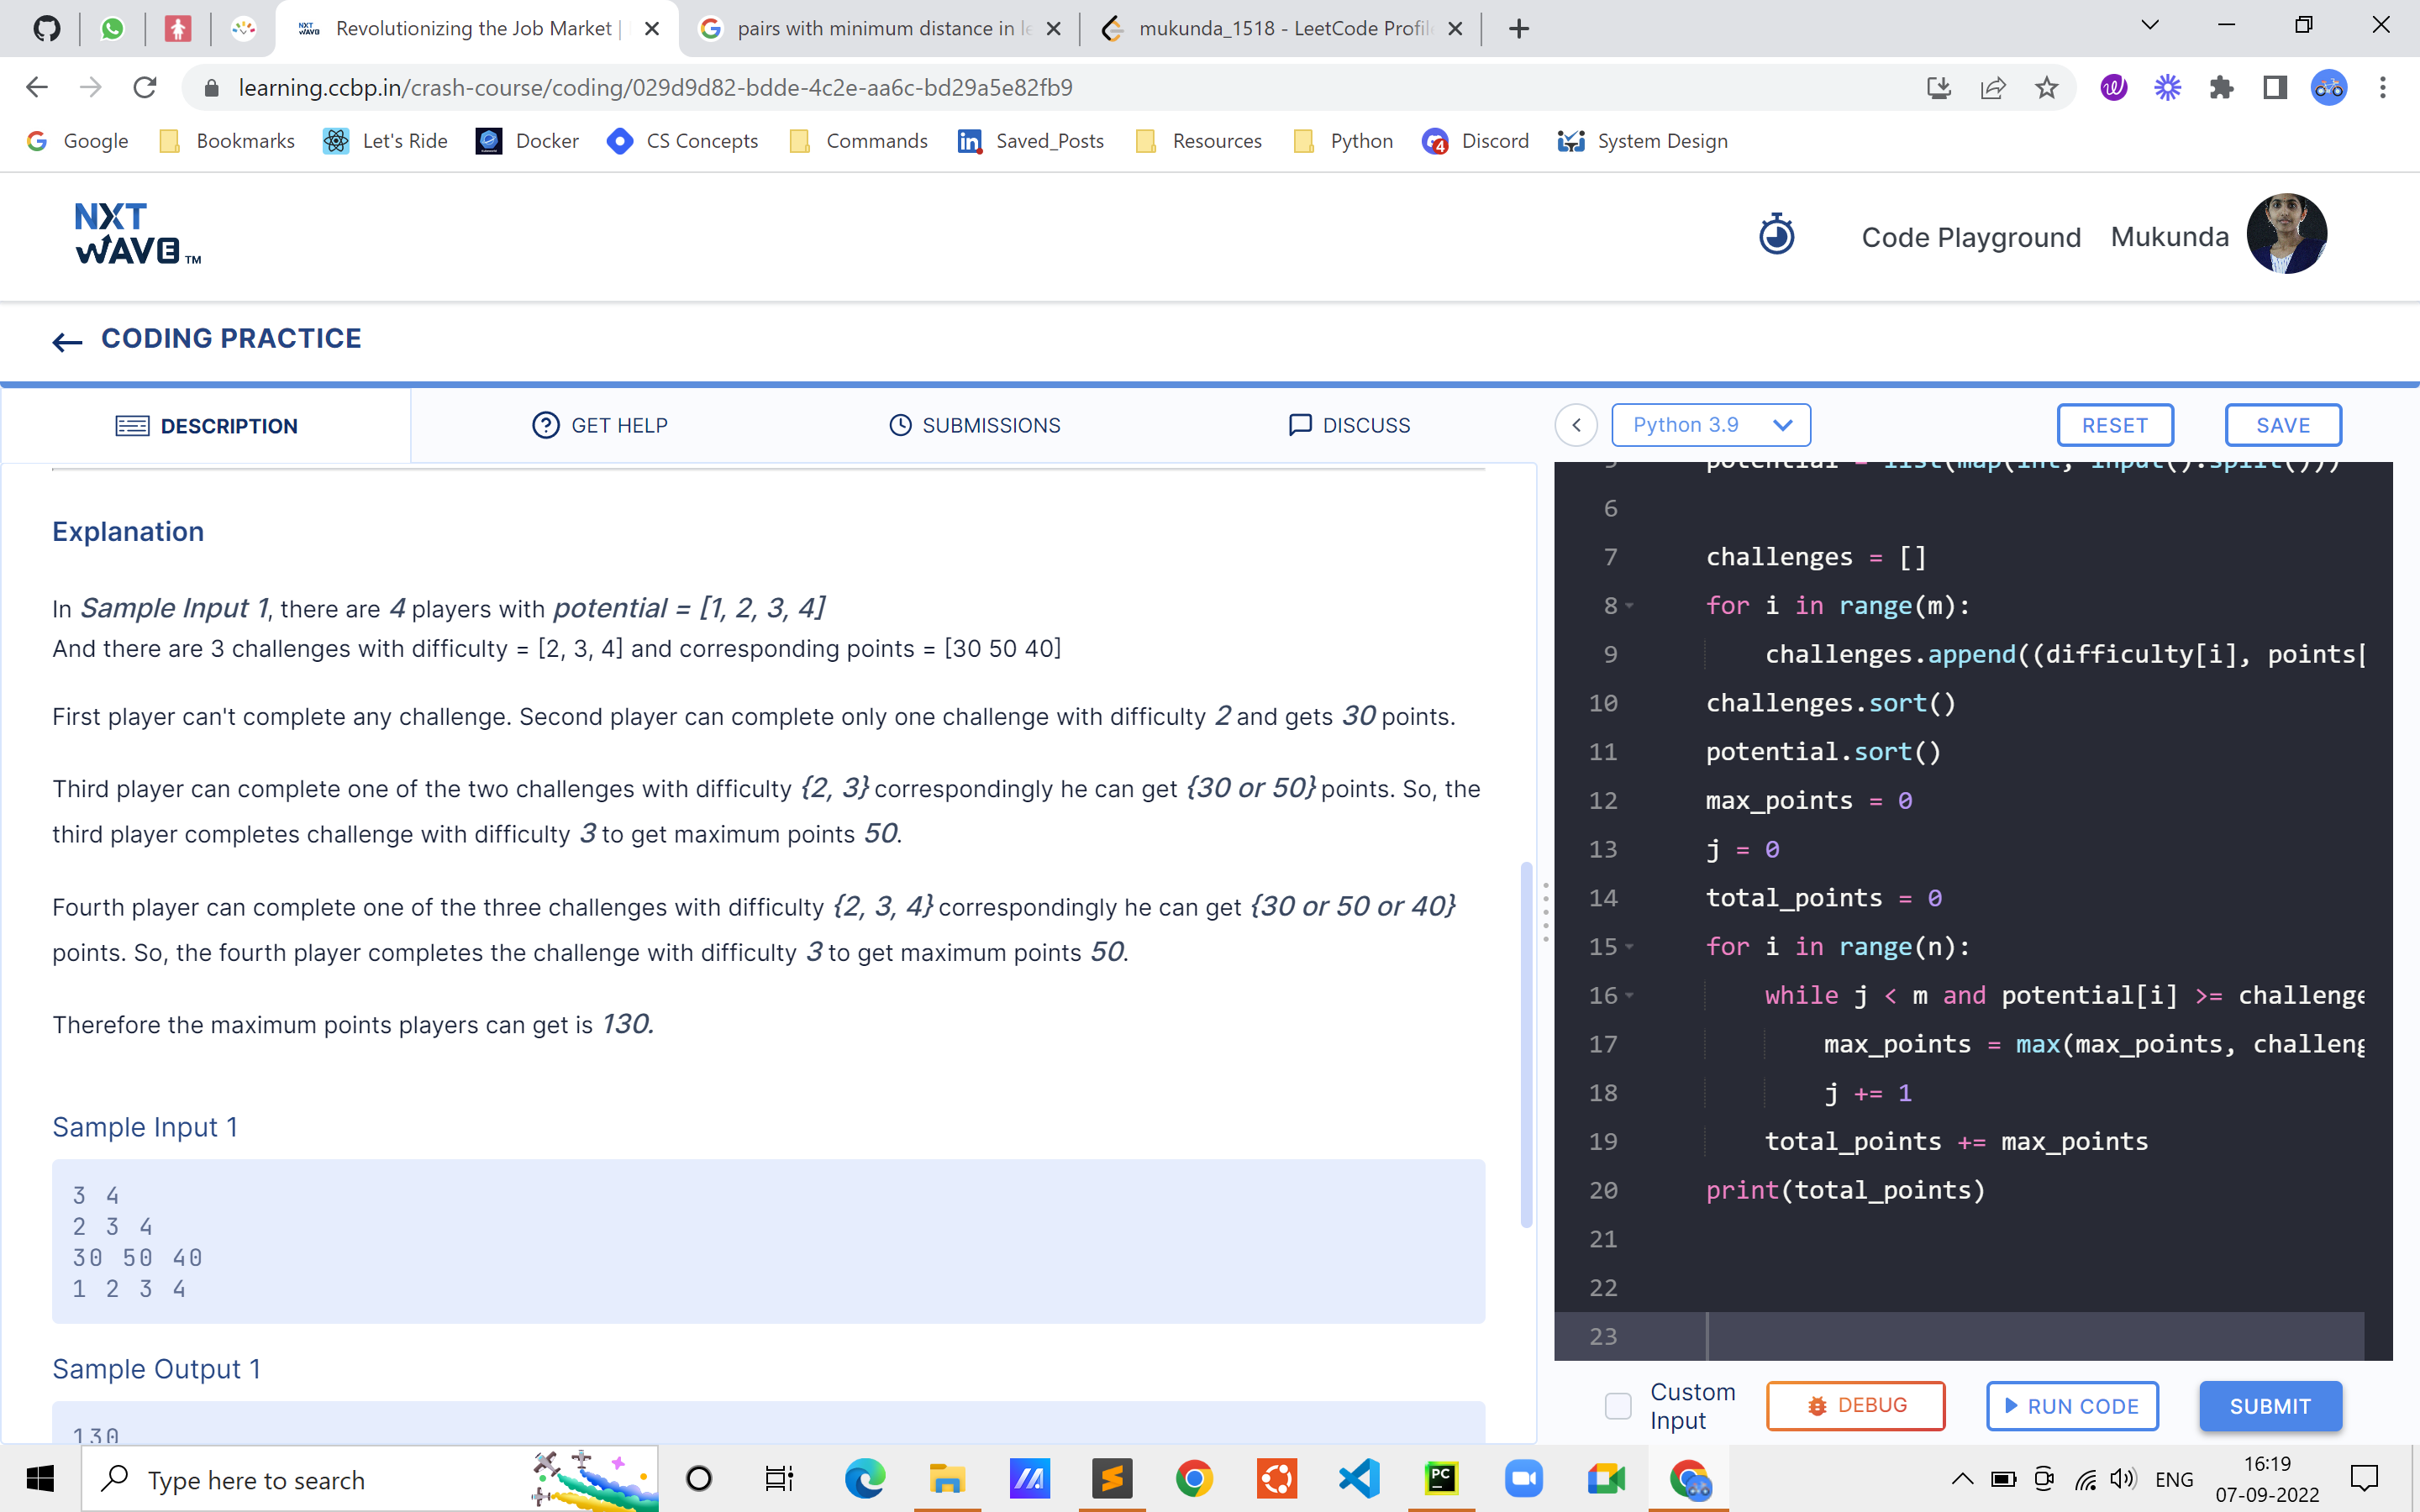 Revolutionizing the Job Market |
pairs with minimum distance in le
mukunda_1518 - LeetCode Profil
learning.ccbp.in/crash-course/coding/029d9d82-bdde-4c2e-aa6c-bd29a5e82fb9
Google Bookmarks Let's Ride Docker CS Concepts Commands Saved_Posts Resources Python Discord System Design
NXT
WAVE TM
Code Playground Mukunda
CODING PRACTICE
DESCRIPTION GET HELP SUBMISSIONS DISCUSS
Python 3.9 RESET SAVE
Explanation
In Sample Input 1, there are 4 players with potential = [1, 2, 3, 4]
And there are 3 challenges with difficulty = [2, 3, 4] and corresponding points = [30 50 40]
First player can't complete any challenge. Second player can complete only one challenge with difficulty 2 and gets 30 points.
Third player can complete one of the two challenges with difficulty {2, 3} correspondingly he can get {30 or 50} points. So, the
third player completes challenge with difficulty 3 to get maximum points 50.
Fourth player can complete one of the three challenges with difficulty {2, 3, 4} correspondingly he can get {30 or 50 or 40}
points. So, the fourth player completes the challenge with difficulty 3 to get maximum points 50.
Therefore the maximum points players can get is 130.
Sample Input 1
3 4
2 3 4
30 50 40
1 2 3 4
Sample Output 1
130
5 potential = list(map(int, input().split()))
6
7 challenges = []
8 for i in range(m):
9 challenges.append((difficulty[i], points[
10 challenges.sort()
11 potential.sort()
12 max_points = 0
13 j = 0
14 total_points = 0
15 for i in range(n):
16 while j < m and potential[i] >= challenge
17 max_points = max(max_points, challeng
18 j += 1
19 total_points += max_points
20 print(total_points)
21
22
23
Custom
Input
DEBUG RUN CODE SUBMIT
Type here to search
PC
ENG
16:19
07-09-2022